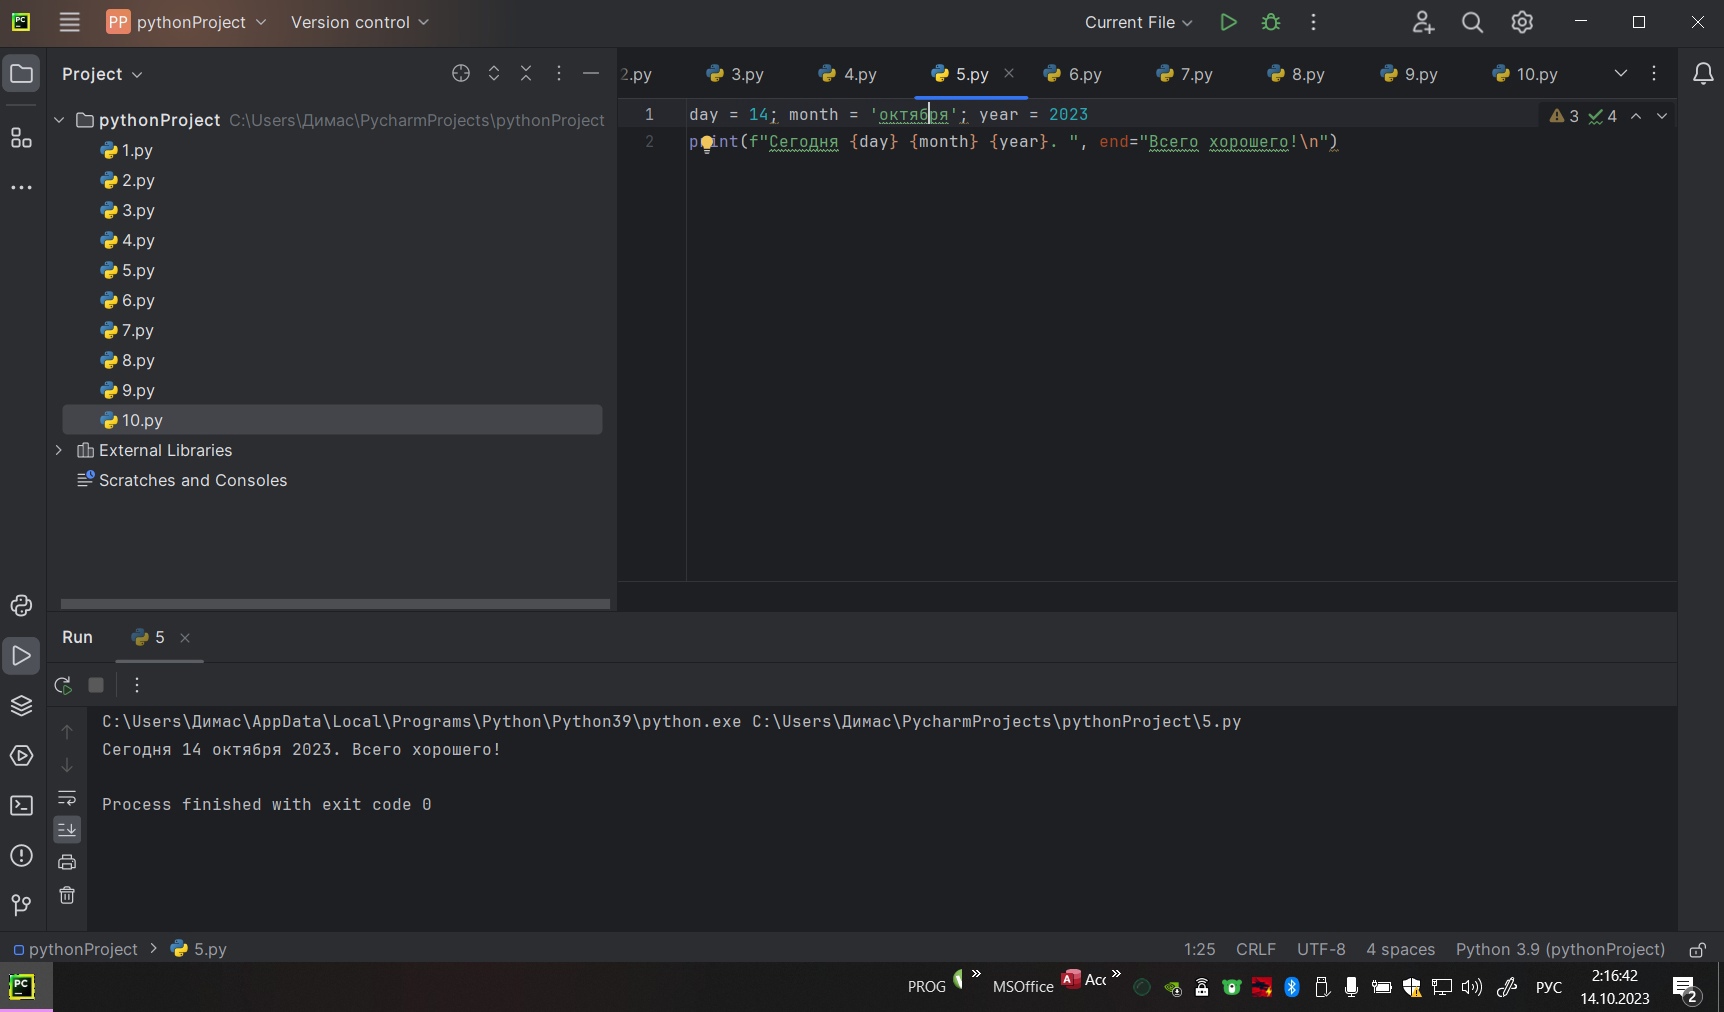 PC PP pythonProject Version control Current File
Project
2.py 3.py 4.py 5.py 6.py 7.py 8.py 9.py 10.py
pythonProject C:\Users\Димас\PycharmProjects\pythonProject
1.py
2.py
3.py
4.py
5.py
6.py
7.py
8.py
9.py
10.py
External Libraries
Scratches and Consoles
1 day = 14; month = 'октября'; year = 2023
3 4
2 print(f"Сегодня {day} {month} {year}. ", end="Всего хорошего!\n")
Run 5
C:\Users\Димас\AppData\Local\Programs\Python\Python39\python.exe C:\Users\Димас\PycharmProjects\pythonProject\5.py
Сегодня 14 октября 2023. Всего хорошего!
Process finished with exit code 0
pythonProject > 5.py 1:25 CRLF UTF-8 4 spaces Python 3.9 (pythonProject)
PC PROG » MSOffice A Acc » РУС 2:16:42
14.10.2023 2